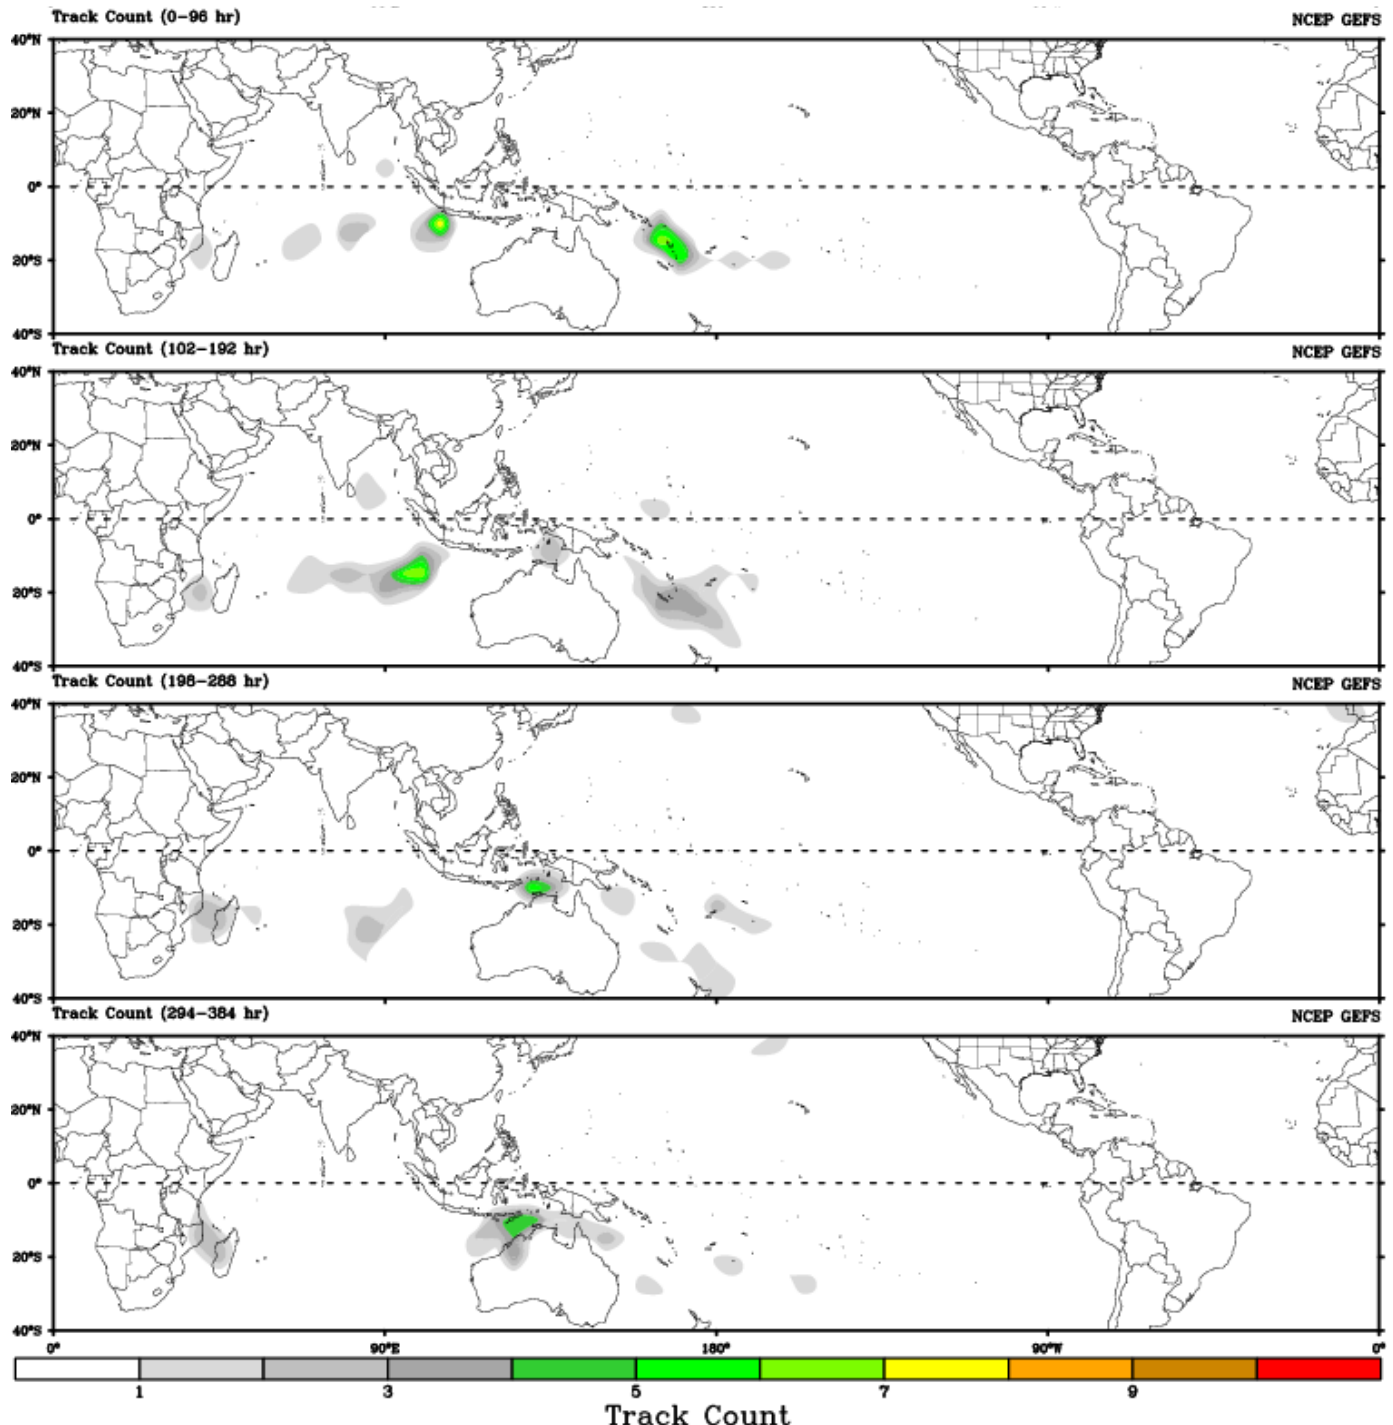 Track Count (0-96 hr) NCEP GEFS
40°N
20°N
0°
20°S
40°S
Track Count (102-192 hr) NCEP GEFS
40°N
20°N
0°
20°S
40°S
Track Count (198-288 hr) NCEP GEFS
40°N
20°N
0°
20°S
40°S
Track Count (294-384 hr) NCEP GEFS
40°N
20°N
0°
20°S
40°S
0° 90°E 180° 90°W 0°
1 3 5 7 9
Track Count